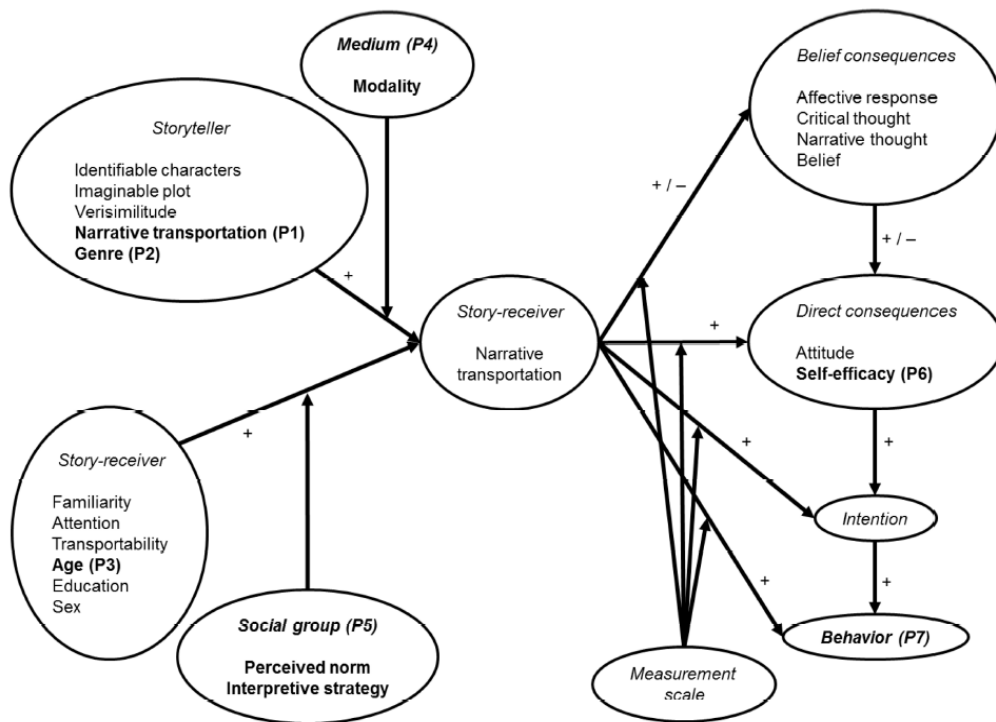 Medium (P4)
Modality
Storyteller
Identifiable characters
Imaginable plot
Verisimilitude
Narrative transportation (P1)
Genre (P2)
+
Story-receiver
Familiarity
Attention
Transportability
Age (P3)
Education
Sex
+
Social group (P5)
Perceived norm
Interpretive strategy
Story-receiver
Narrative
transportation
+ / –
+
+
+
Measurement
scale
Belief consequences
Affective response
Critical thought
Narrative thought
Belief
+ / –
Direct consequences
Attitude
Self-efficacy (P6)
+
Intention
+
Behavior (P7)